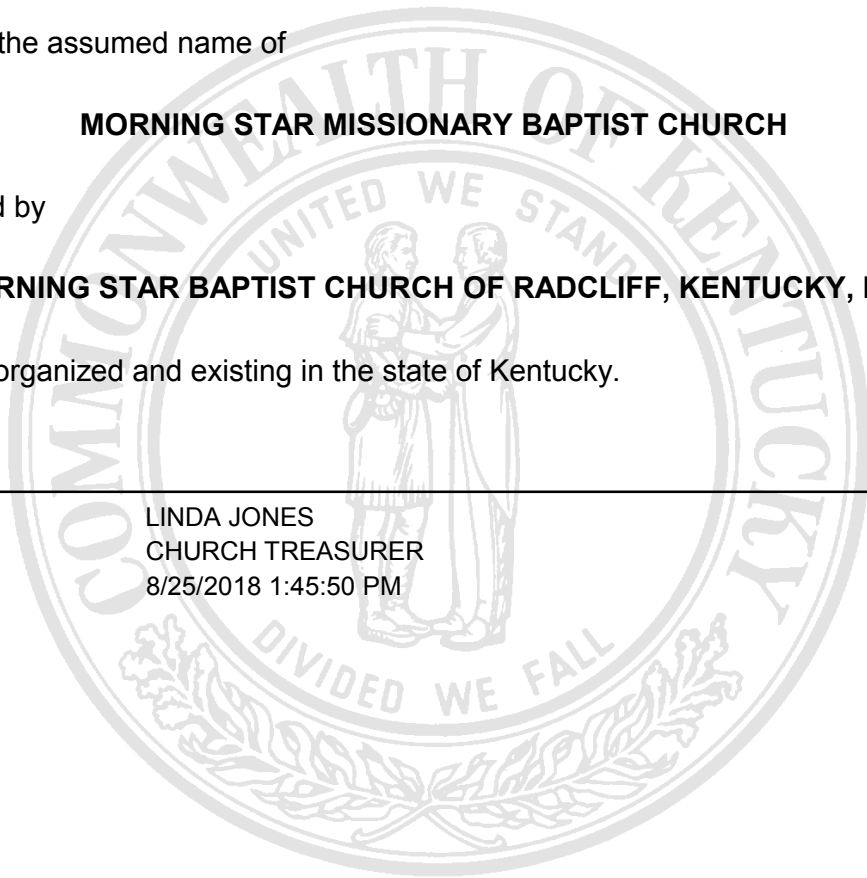 the assumed name of
MORNING STAR MISSIONARY BAPTIST CHURCH
by
STAR BAPTIST CHURCH OF RADCLIFF, KENTUCKY,
organized and existing in the state of Kentucky.
LINDA JONES
CHURCH TREASURER
8/25/2018 1:45:50 PM
COMMONWEALTH OF KENTUCKY
UNITED WE STAND
DIVIDED WE FALL